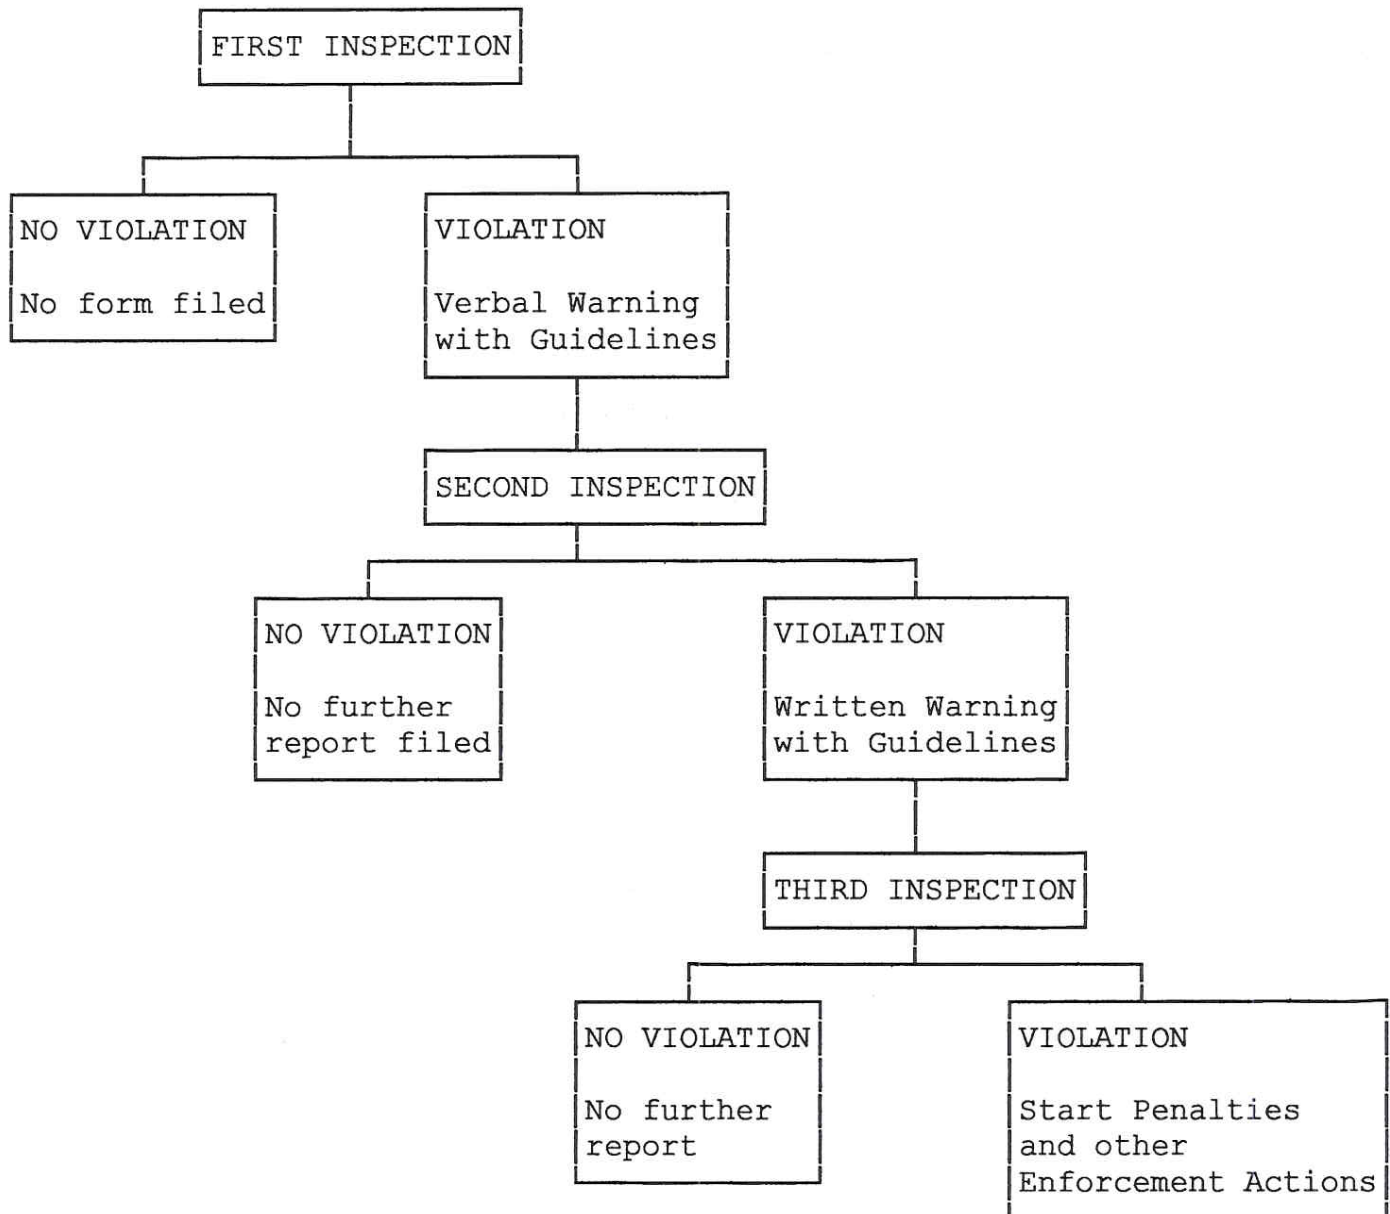 FIRST INSPECTION
NO VIOLATION
No form filed
VIOLATION
Verbal Warning
with Guidelines
SECOND INSPECTION
NO VIOLATION
No further
report filed
VIOLATION
Written Warning
with Guidelines
THIRD INSPECTION
NO VIOLATION
No further
report
VIOLATION
Start Penalties
and other
Enforcement Actions